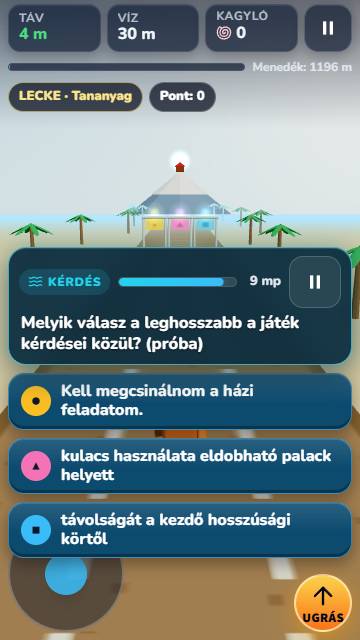 TÁV
4 m
VÍZ
30 m
KAGYLÓ
0
Menedék: 1196 m
LECKE · Tananyag
Pont: 0
KÉRDÉS
9 mp
Melyik válasz a leghosszabb a játék
kérdései közül? (próba)
Kell megcsinálnom a házi
feladatom.
kulacs használata eldobható palack
helyett
távolságát a kezdő hosszúsági
körtől
UGRÁS